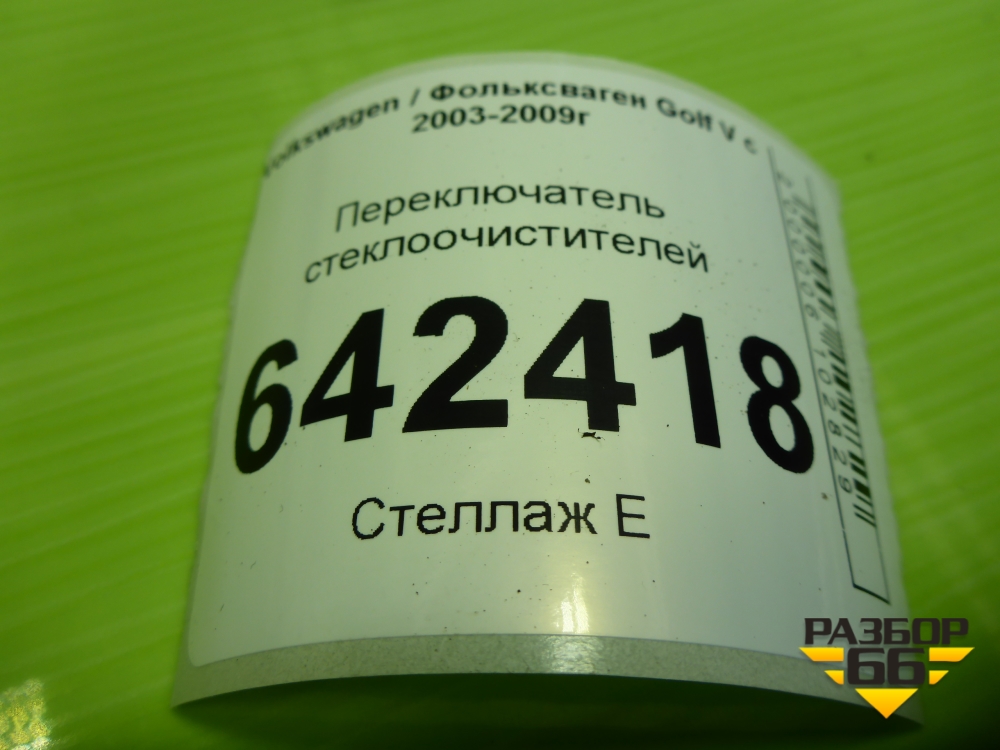 Volkswagen / Фольксваген Golf V с
2003-2009г
Переключатель
стеклоочистителей
642418
Стеллаж Е
РАЗБОР
66